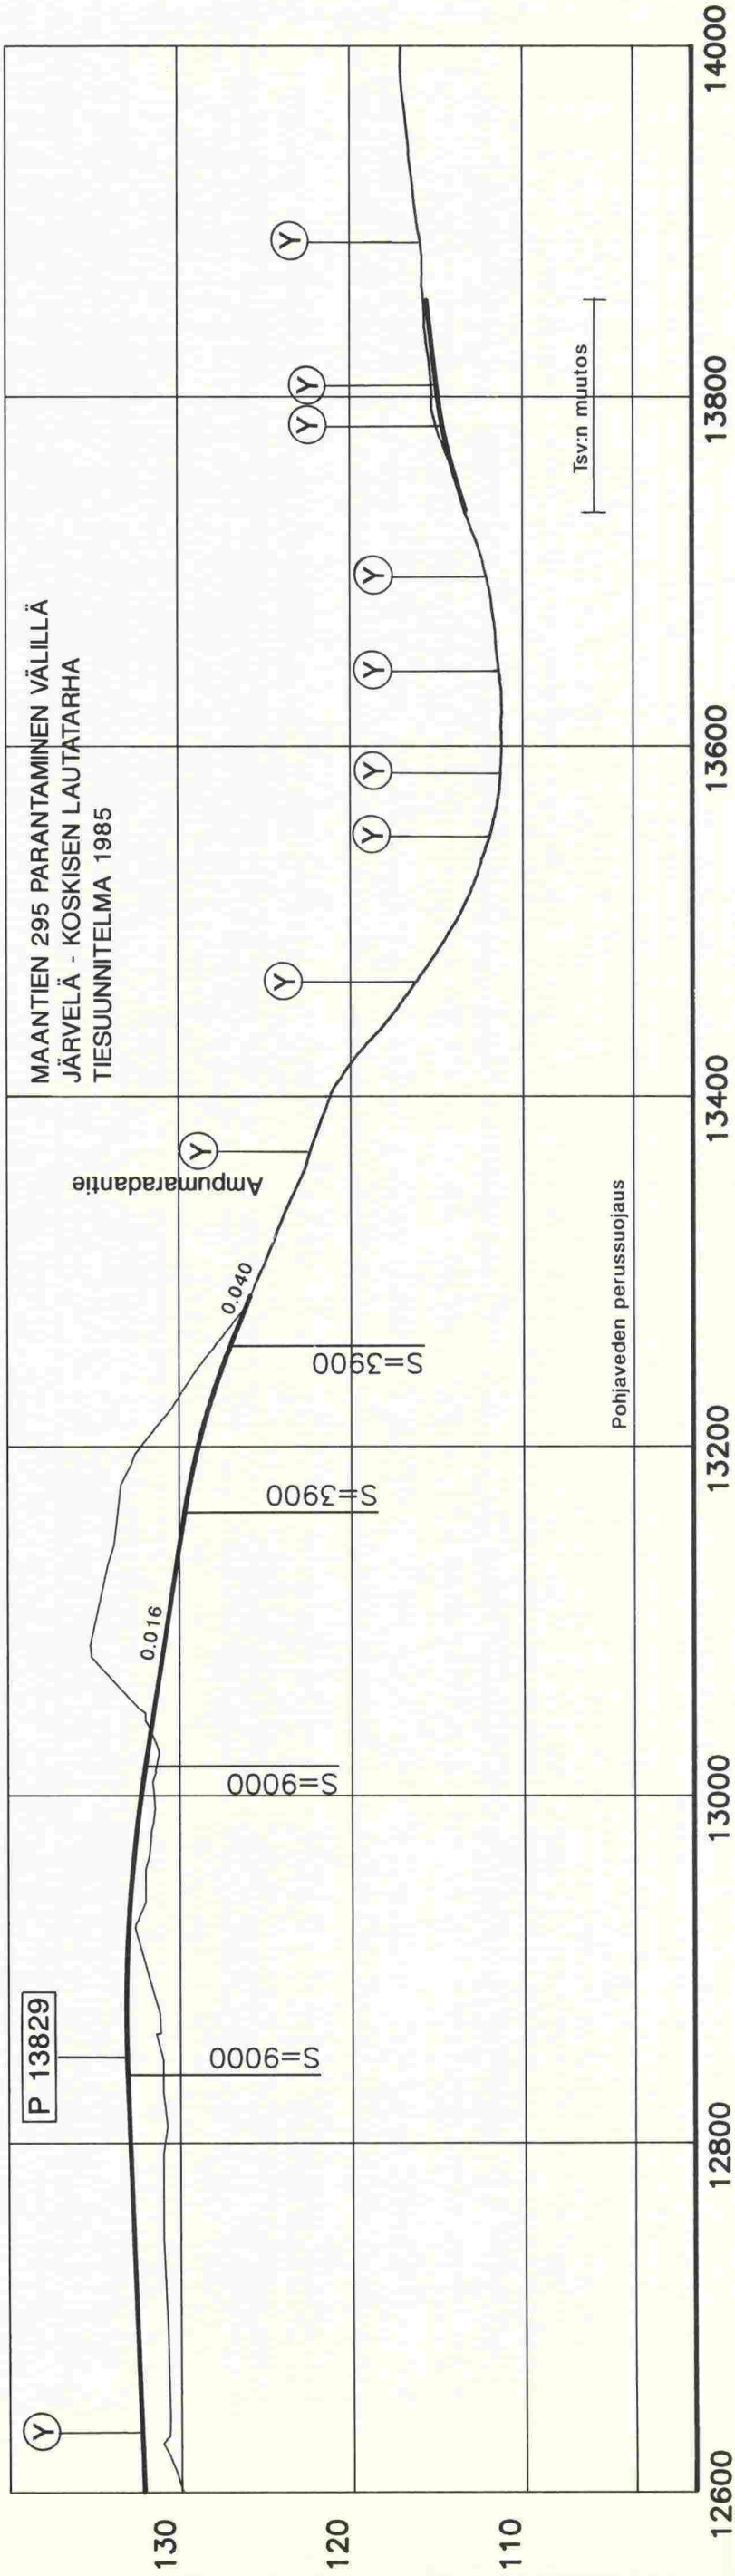 MAANTIEN 295 PARANTAMINEN VÄLILLÄ
JÄRVELÄ - KOSKISEN LAUTATARHA
TIESUUNNITELMA 1985
P 13829
Y
Y
Y
Y
Y
Y
Y
Y
Y
Y
Ampumaradantie
0.016
0.040
S=9000
S=9000
S=3900
S=3900
Tsv:n muutos
Pohjaveden perussuojaus
130
120
110
12600
12800
13000
13200
13400
13600
13800
14000